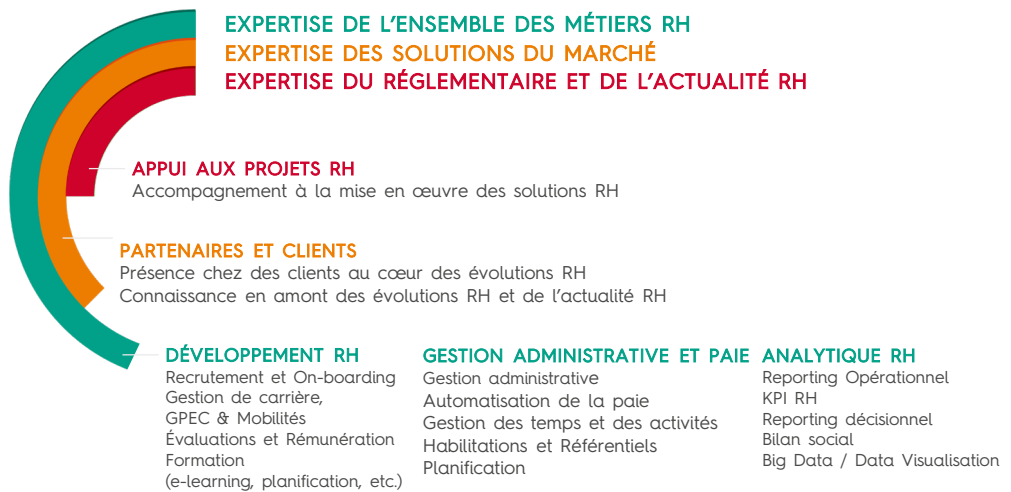 EXPERTISE DE L'ENSEMBLE DES MÉTIERS RH
EXPERTISE DES SOLUTIONS DU MARCHÉ
EXPERTISE DU RÉGLEMENTAIRE ET DE L'ACTUALITÉ RH
APPUI AUX PROJETS RH
Accompagnement à la mise en œuvre des solutions RH
PARTENAIRES ET CLIENTS
Présence chez des clients au cœur des évolutions RH
Connaissance en amont des évolutions RH et de l'actualité RH
DÉVELOPPEMENT RH
Recrutement et On-boarding
Gestion de carrière,
GPEC & Mobilités
Évaluations et Rémunération
Formation
(e-learning, planification, etc.)
GESTION ADMINISTRATIVE ET PAIE
Gestion administrative
Automatisation de la paie
Gestion des temps et des activités
Habilitations et Référentiels
Planification
ANALYTIQUE RH
Reporting Opérationnel
KPI RH
Reporting décisionnel
Bilan social
Big Data / Data Visualisation